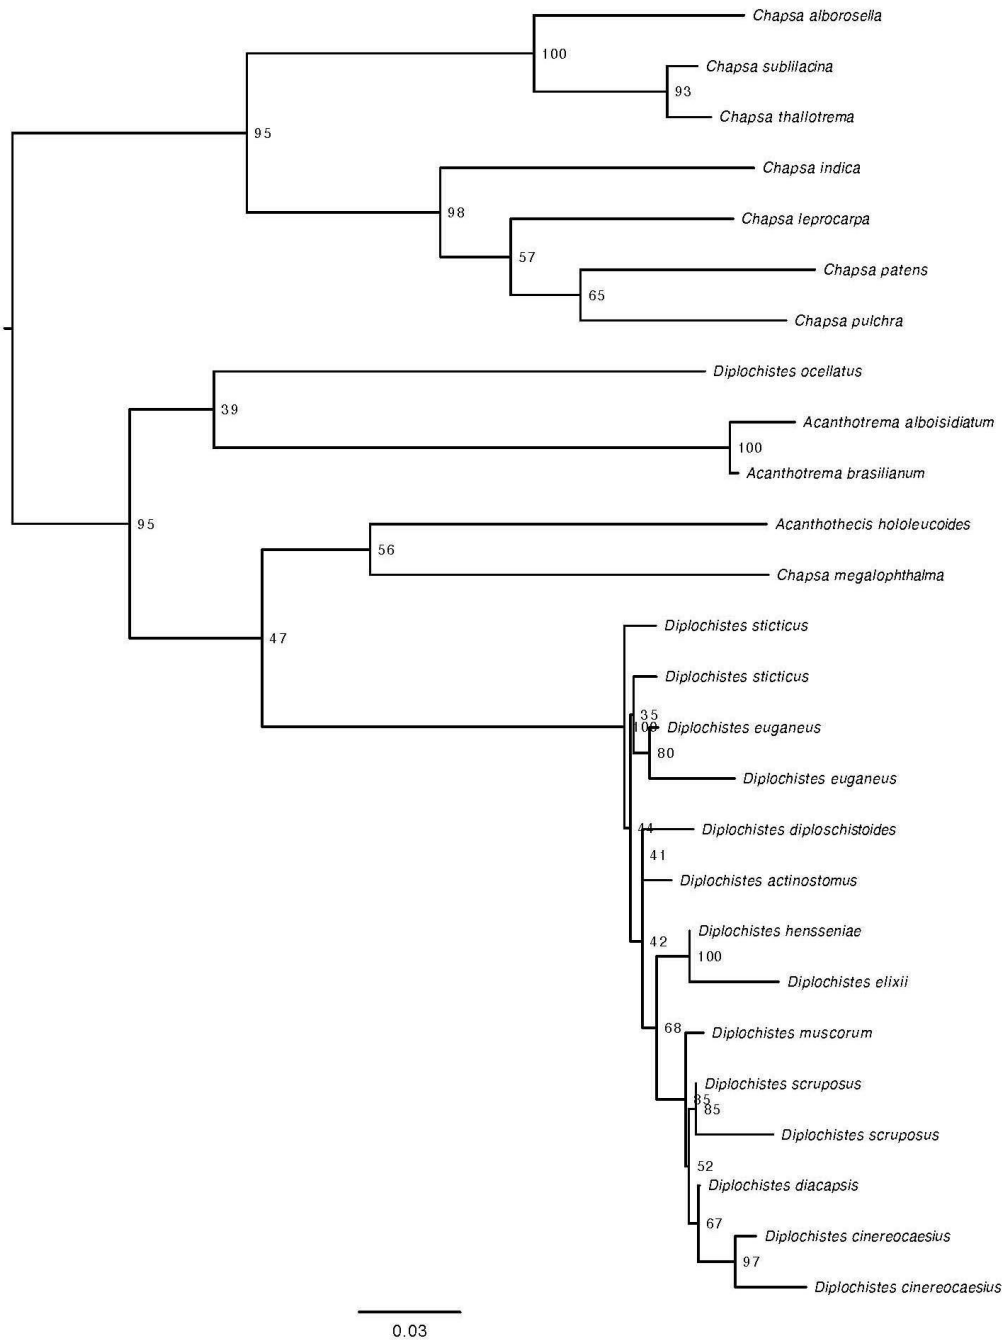 Chapsa alborosella
100
Chapsa sublilacina
93
Chapsa thallotrema
95
Chapsa indica
98
Chapsa leprocarpa
57
Chapsa patens
65
Chapsa pulchra
Diplochistes ocellatus
39
Acanthotrema alboisidiatum
100
Acanthotrema brasilianum
95
Acanthothecis hololeucoides
56
Chapsa megalophthalma
47
Diplochistes sticticus
Diplochistes sticticus
35
100
Diplochistes euganeus
80
Diplochistes euganeus
44
Diplochistes diploschistoides
41
Diplochistes actinostomus
Diplochistes hensseniae
42
100
Diplochistes elixii
68
Diplochistes muscorum
Diplochistes scruposus
85
Diplochistes scruposus
52
Diplochistes diacapsis
67
Diplochistes cinereocaesius
97
Diplochistes cinereocaesius
0.03